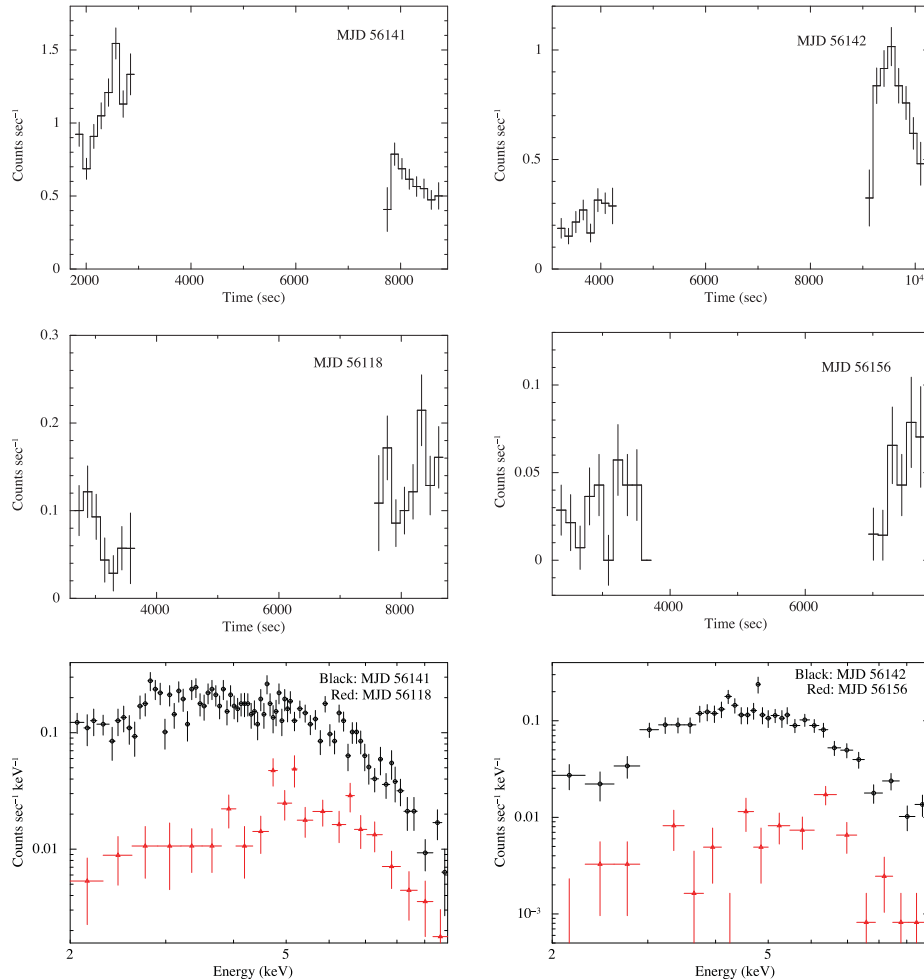 MJD 56141
Counts sec⁻¹
0 0.5 1 1.5
2000 4000 6000 8000
Time (sec)
MJD 56142
Counts sec⁻¹
0 0.5 1
4000 6000 8000 10⁴
Time (sec)
MJD 56118
Counts sec⁻¹
0 0.1 0.2 0.3
4000 6000 8000
Time (sec)
MJD 56156
Counts sec⁻¹
0 0.05 0.1
4000 6000
Time (sec)
Black: MJD 56141
Red: MJD 56118
Counts sec⁻¹ keV⁻¹
0.01 0.1
2 5
Energy (keV)
Black: MJD 56142
Red: MJD 56156
Counts sec⁻¹ keV⁻¹
10⁻³ 0.01 0.1
2 5
Energy (keV)